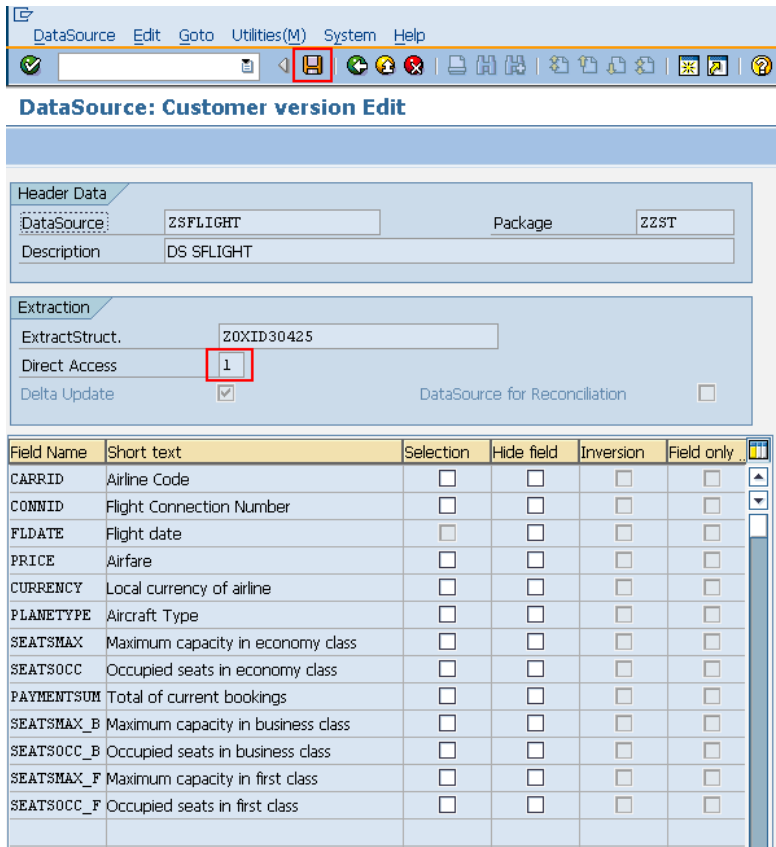 DataSource Edit Goto Utilities(M) System Help
DataSource: Customer version Edit
Header Data
DataSource ZSFLIGHT Package ZZST
Description DS SFLIGHT
Extraction
ExtractStruct. ZOXID30425
Direct Access 1
Delta Update DataSource for Reconciliation
Field Name Short text Selection Hide field Inversion Field only ..
CARRID Airline Code
CONNID Flight Connection Number
FLDATE Flight date
PRICE Airfare
CURRENCY Local currency of airline
PLANETYPE Aircraft Type
SEATSMAX Maximum capacity in economy class
SEATSOCC Occupied seats in economy class
PAYMENTSUM Total of current bookings
SEATSMAX_B Maximum capacity in business class
SEATSOCC_B Occupied seats in business class
SEATSMAX_F Maximum capacity in first class
SEATSOCC_F Occupied seats in first class